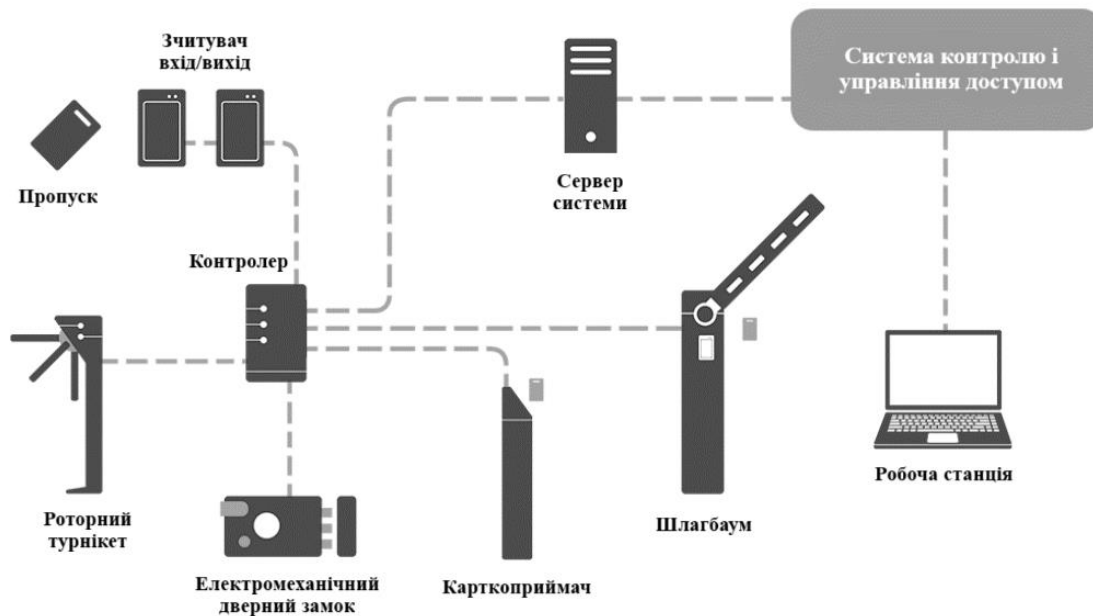 Зчитувач
вхід/вихід
Система контролю і
управління доступом
Пропуск
Сервер
системи
Контролер
Роторний
турнікет
Електромеханічний
дверний замок
Карткоприймач
Шлагбаум
Робоча станція